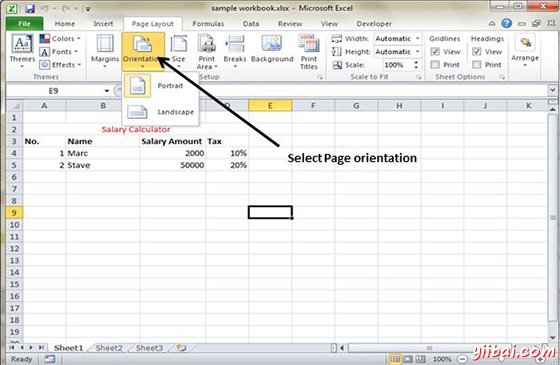 sample workbook.xlsx - Microsoft Excel
File Home Insert Page Layout Formulas Data Review View
Themes Colors Fonts Effects Margins Orientation Size Print Area Breaks Background Print Titles Width: Automatic Height: Automatic Scale: 100% Gridlines View Print Headings View Print Arrange
Themes Setup Scale to Fit Sheet Options
Portrait
Landscape
E9
A B D E F G H I J K
1
2 Salary Calculator
3 No. Name Salary Amount Tax
4 1 Marc 2000 10%
5 2 Stave 50000 20%
6
7
8
9
10
11
12
13
14
15
16
17
18
19
Select Page orientation
Sheet1 Sheet2 Sheet3
Ready 100%
yiibai.com